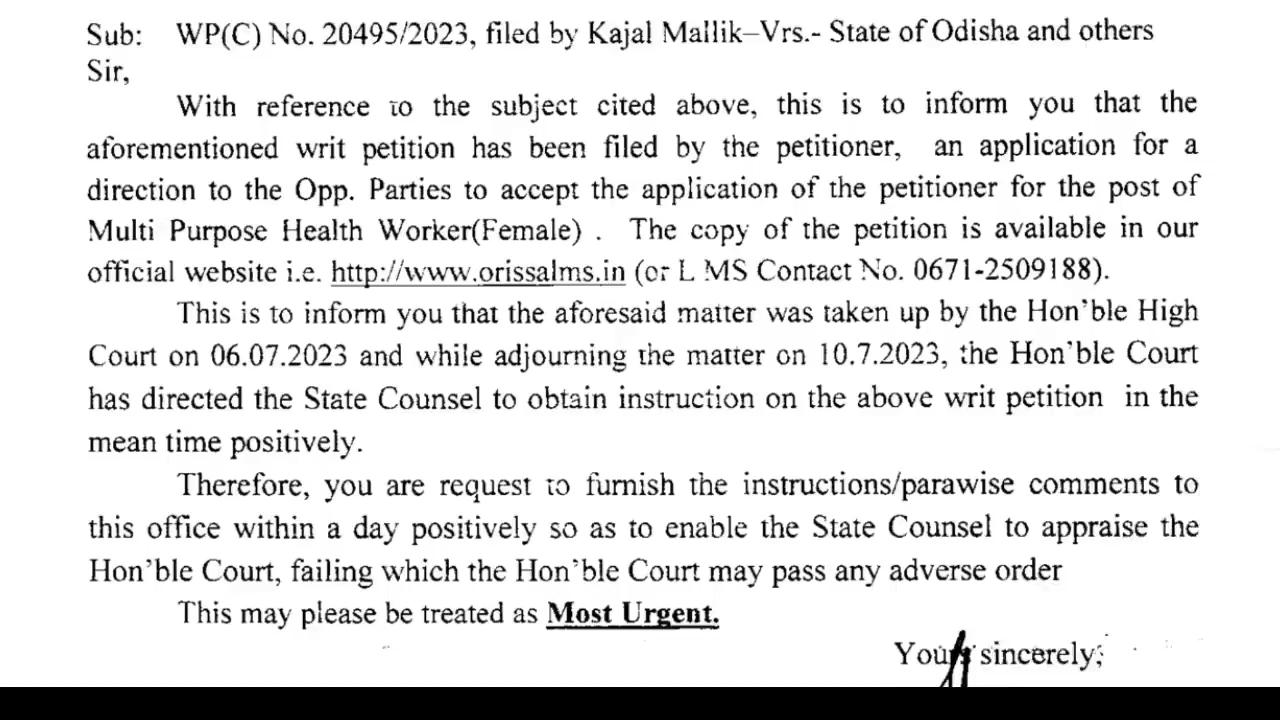 Sub: WP(C) No. 20495/2023, filed by Kajal Mallik–Vrs.- State of Odisha and others
Sir,
With reference to the subject cited above, this is to inform you that the
aforementioned writ petition has been filed by the petitioner, an application for a
direction to the Opp. Parties to accept the application of the petitioner for the post of
Multi Purpose Health Worker(Female) . The copy of the petition is available in our
official website i.e. http://www.orissalms.in (or L MS Contact No. 0671-2509188).
This is to inform you that the aforesaid matter was taken up by the Hon'ble High
Court on 06.07.2023 and while adjourning the matter on 10.7.2023, the Hon'ble Court
has directed the State Counsel to obtain instruction on the above writ petition in the
mean time positively.
Therefore, you are request to furnish the instructions/parawise comments to
this office within a day positively so as to enable the State Counsel to appraise the
Hon'ble Court, failing which the Hon'ble Court may pass any adverse order
This may please be treated as Most Urgent.
Yours sincerely,